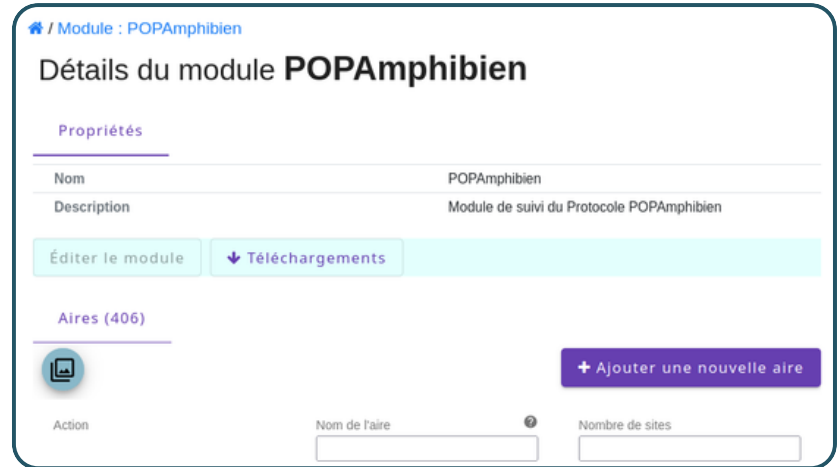 / Module : POPAmphibien
Détails du module POPAmphibien
Propriétés
Nom POPAmphibien
Description Module de suivi du Protocole POPAmphibien
Éditer le module Téléchargements
Aires (406)
+ Ajouter une nouvelle aire
Action Nom de l'aire ? Nombre de sites